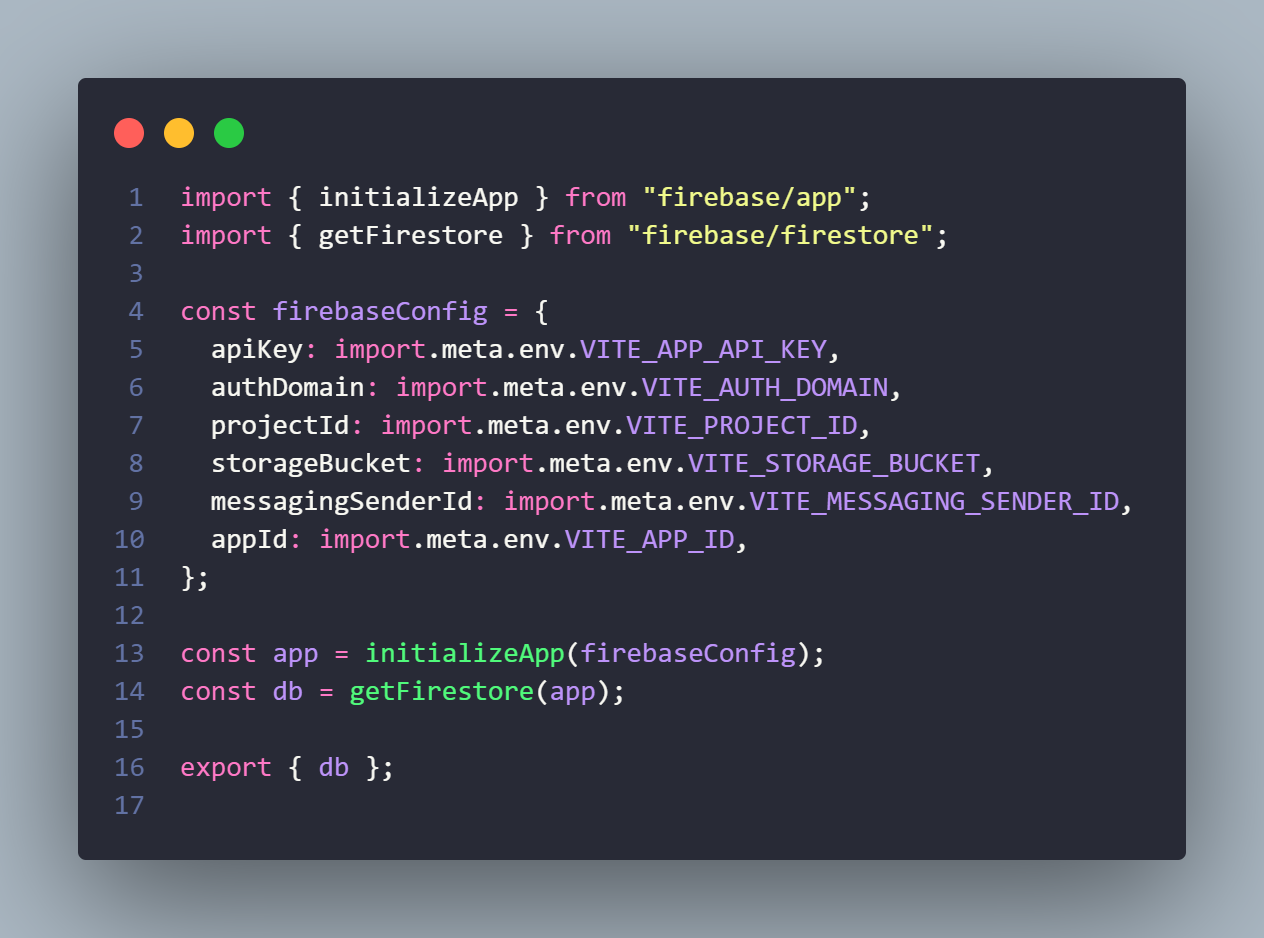 1 import { initializeApp } from "firebase/app";
2 import { getFirestore } from "firebase/firestore";
3
4 const firebaseConfig = {
5   apiKey: import.meta.env.VITE_APP_API_KEY,
6   authDomain: import.meta.env.VITE_AUTH_DOMAIN,
7   projectId: import.meta.env.VITE_PROJECT_ID,
8   storageBucket: import.meta.env.VITE_STORAGE_BUCKET,
9   messagingSenderId: import.meta.env.VITE_MESSAGING_SENDER_ID,
10   appId: import.meta.env.VITE_APP_ID,
11 };
12
13 const app = initializeApp(firebaseConfig);
14 const db = getFirestore(app);
15
16 export { db };
17